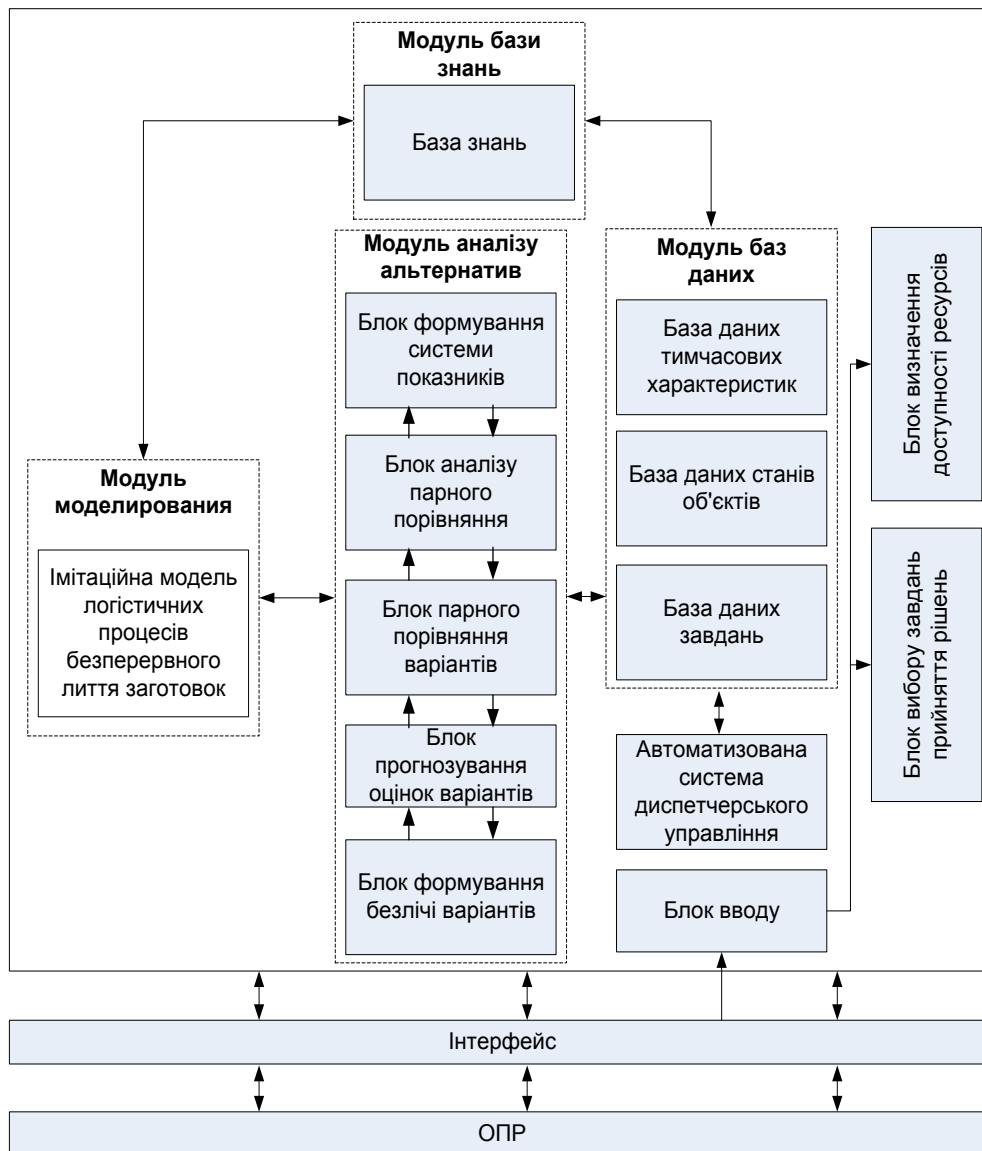 Модуль бази
знань
База знань
Модуль аналізу
альтернатив
Блок формування
системи
показників
Блок аналізу
парного
порівняння
Блок парного
порівняння
варіантів
Блок
прогнозування
оцінок варіантів
Блок формування
безлічі варіантів
Модуль баз
даних
База даних
тимчасових
характеристик
База даних станів
об'єктів
База даних
завдань
Автоматизована
система
диспетчерського
управління
Блок вводу
Блок визначення
доступності ресурсів
Блок вибору завдань
прийняття рішень
Модуль
моделирования
Імітаційна модель
логістичних
процесів
безперервного
лиття заготовок
Інтерфейс
ОПР